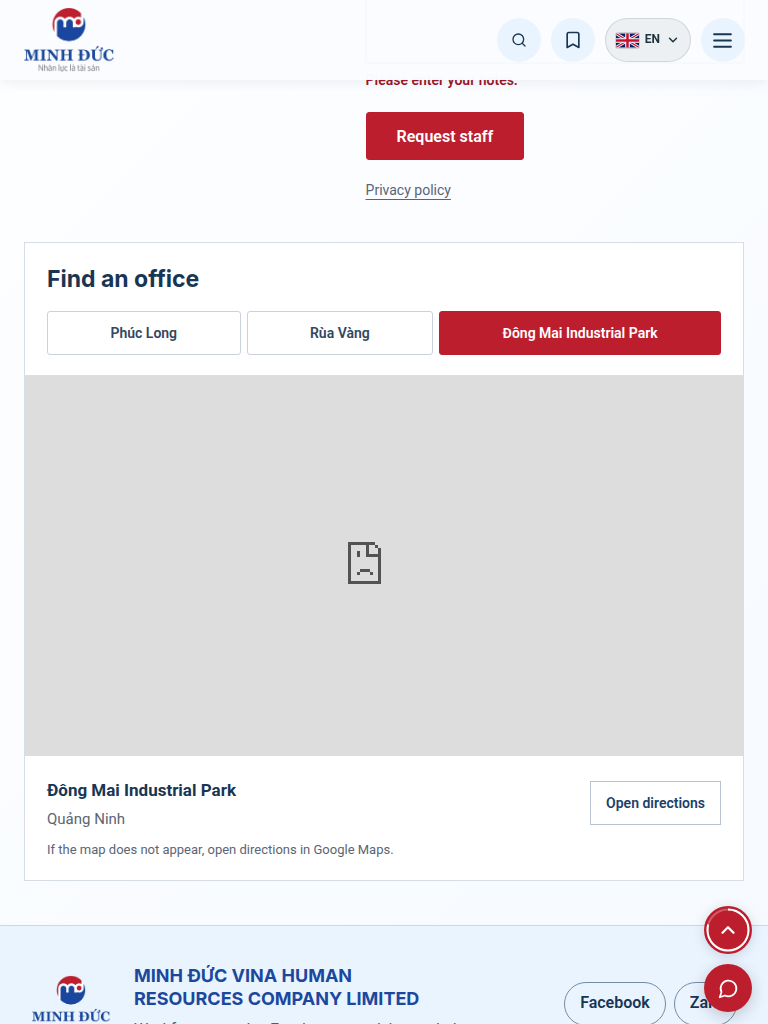 MINH ĐỨC
Nhân lực là tài sản
EN
Please enter your notes.
Request staff
Privacy policy
Find an office
Phúc Long
Rùa Vàng
Đông Mai Industrial Park
Đông Mai Industrial Park
Quảng Ninh
Open directions
If the map does not appear, open directions in Google Maps.
MINH ĐỨC
MINH ĐỨC VINA HUMAN
RESOURCES COMPANY LIMITED
Facebook